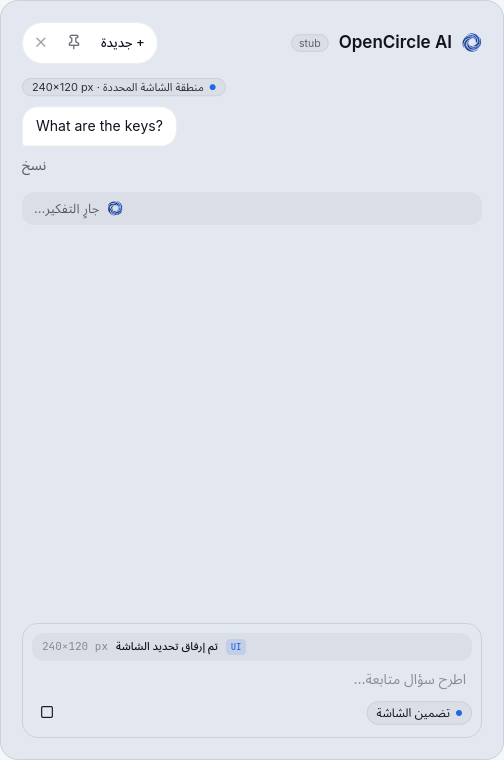 OpenCircle AI stub + جديدة
منطقة الشاشة المحددة · 240×120 px
What are the keys?
نسخ
جارٍ التفكير...
UI تم إرفاق تحديد الشاشة 240×120 px
اطرح سؤال متابعة...
تضمين الشاشة